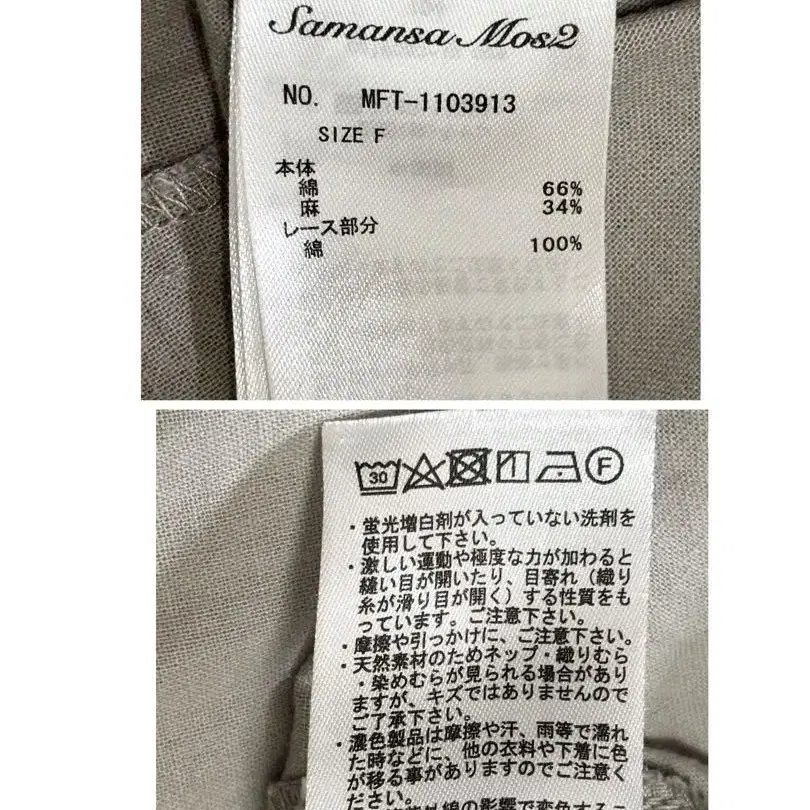 Samansa Mos2
NO. MFT-1103913
SIZE F
本体
綿 66%
麻 34%
レース部分
綿 100%
30
F
・蛍光増白剤が入っていない洗剤を
使用して下さい。
・激しい運動や極度な力が加わると
縫い目が開いたり、目寄れ（織り
糸が滑り目が開く）する性質をも
っています。ご注意下さい。
・摩擦や引っかけに、ご注意下さい。
・天然素材のためネップ・織りむら
・染めむらが見られる場合があり
ますが、キズではありませんので
ご了承下さい。
・濃色製品は摩擦や汗、雨等で濡れ
た時などに、他の衣料や下着に色
が移る事がありますのでご注意く
ださい。
の影響で変色する